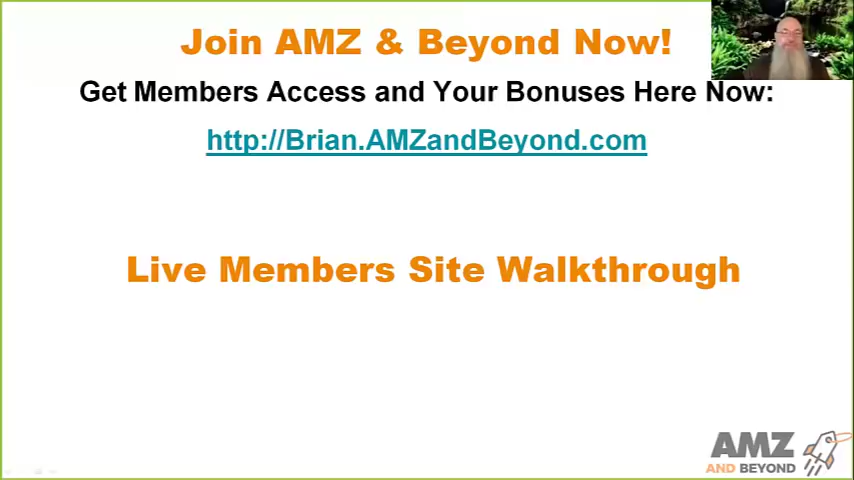 Join AMZ & Beyond Now!
Get Members Access and Your Bonuses Here Now:
http://Brian.AMZandBeyond.com
Live Members Site Walkthrough
AMZ
AND BEYOND